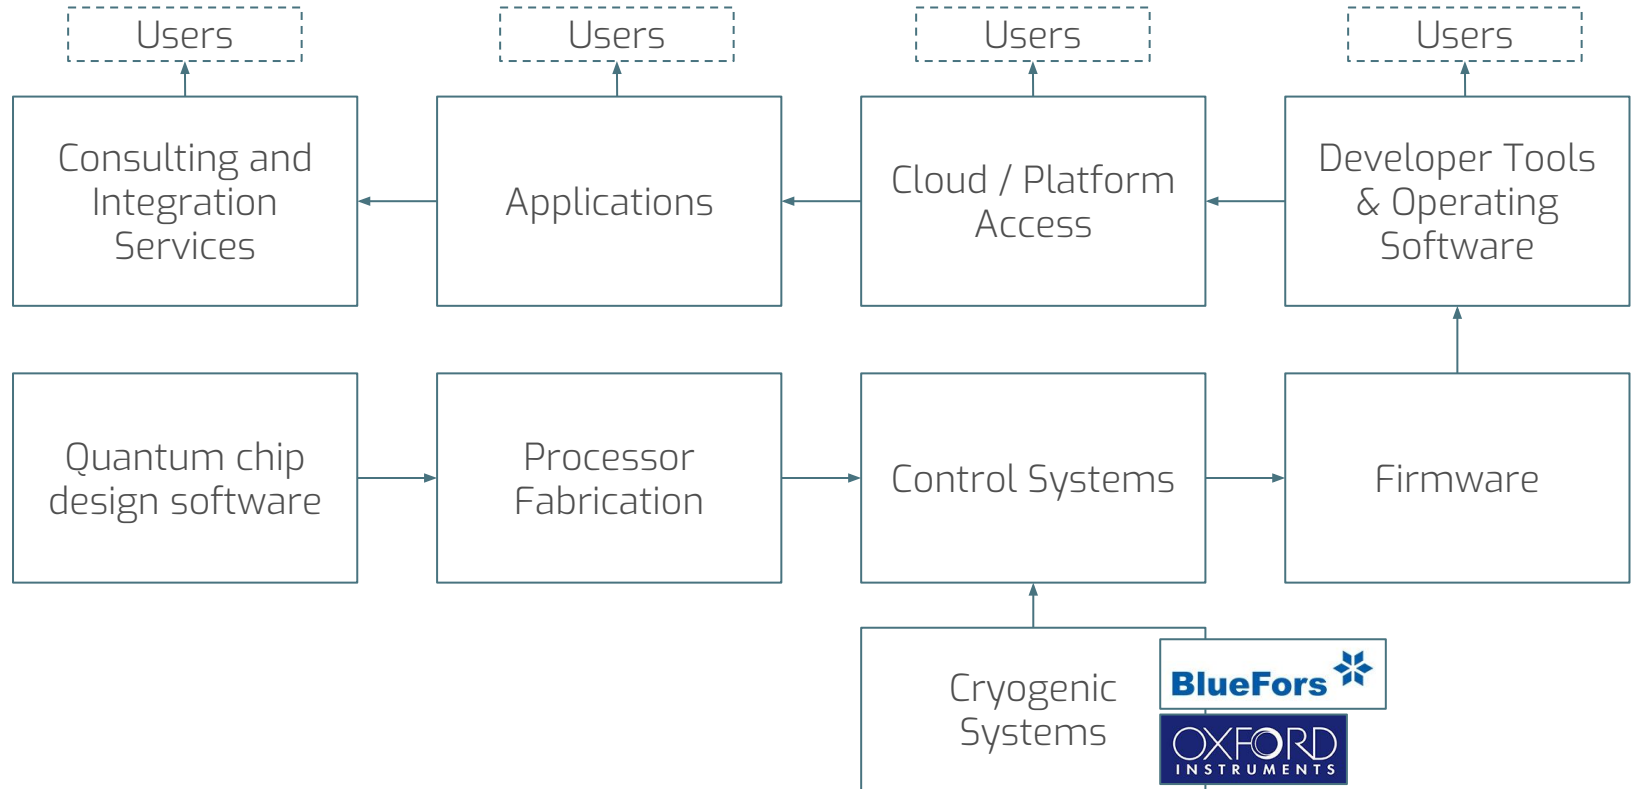 Users
Users
Users
Users
Consulting and
Integration
Services
Applications
Cloud / Platform
Access
Developer Tools
& Operating
Software
Quantum chip
design software
Processor
Fabrication
Control Systems
Firmware
Cryogenic
Systems
BlueFors
OXFORD
INSTRUMENTS